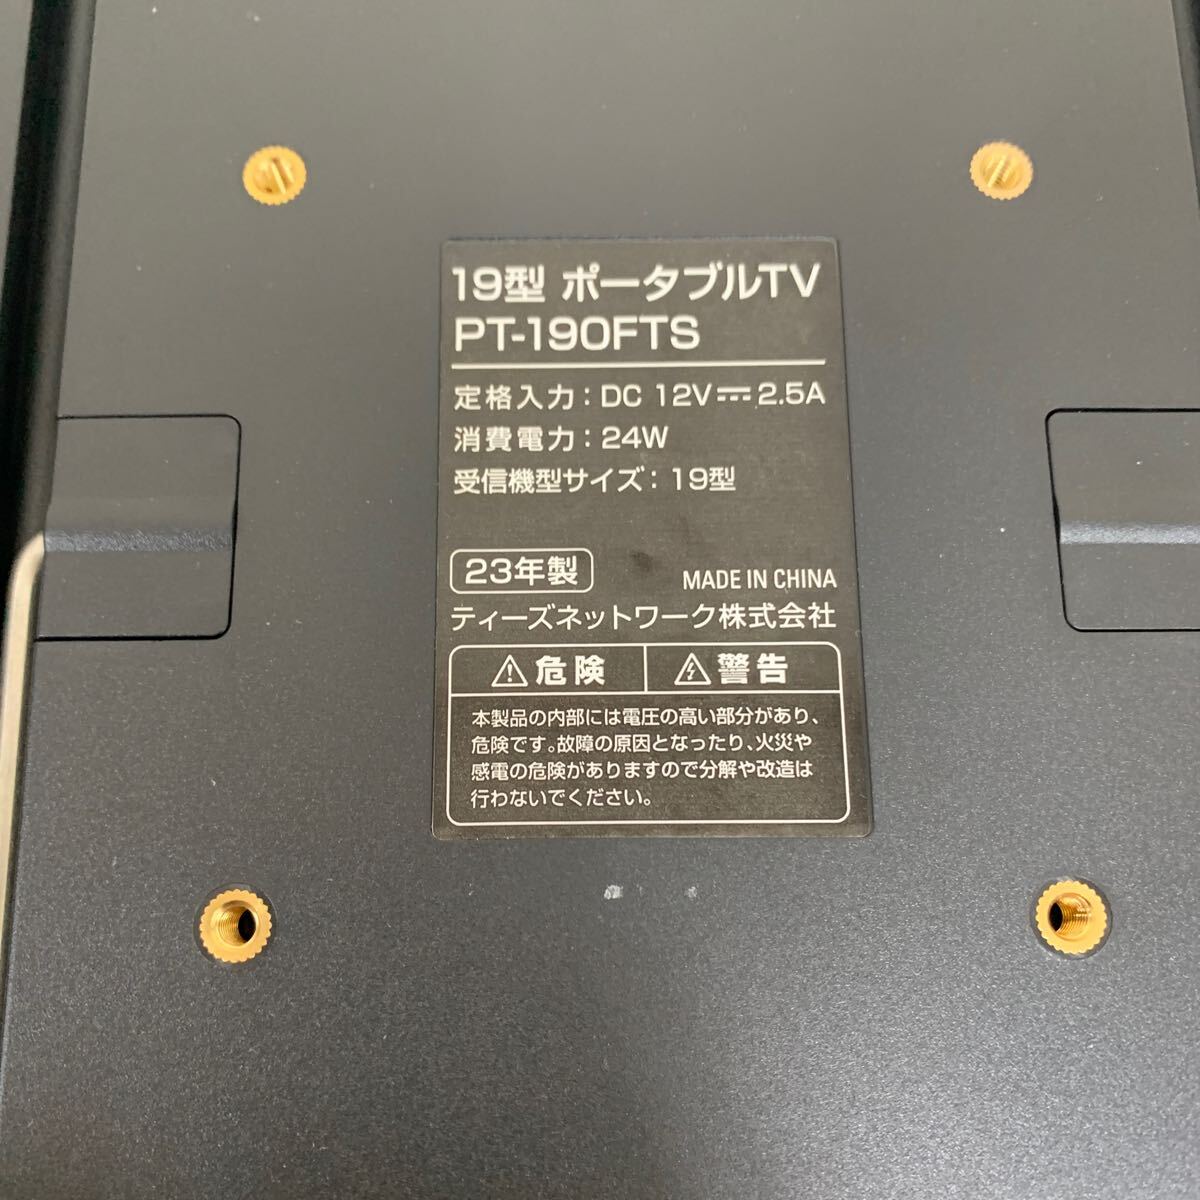 19型 ポータブルTV
PT-190FTS
定格入力：DC 12V⎓2.5A
消費電力：24W
受信機型サイズ：19型
23年製
MADE IN CHINA
ティーズネットワーク株式会社
危険
警告
本製品の内部には電圧の高い部分があり、
危険です。故障の原因となったり、火災や
感電の危険がありますので分解や改造は
行わないでください。